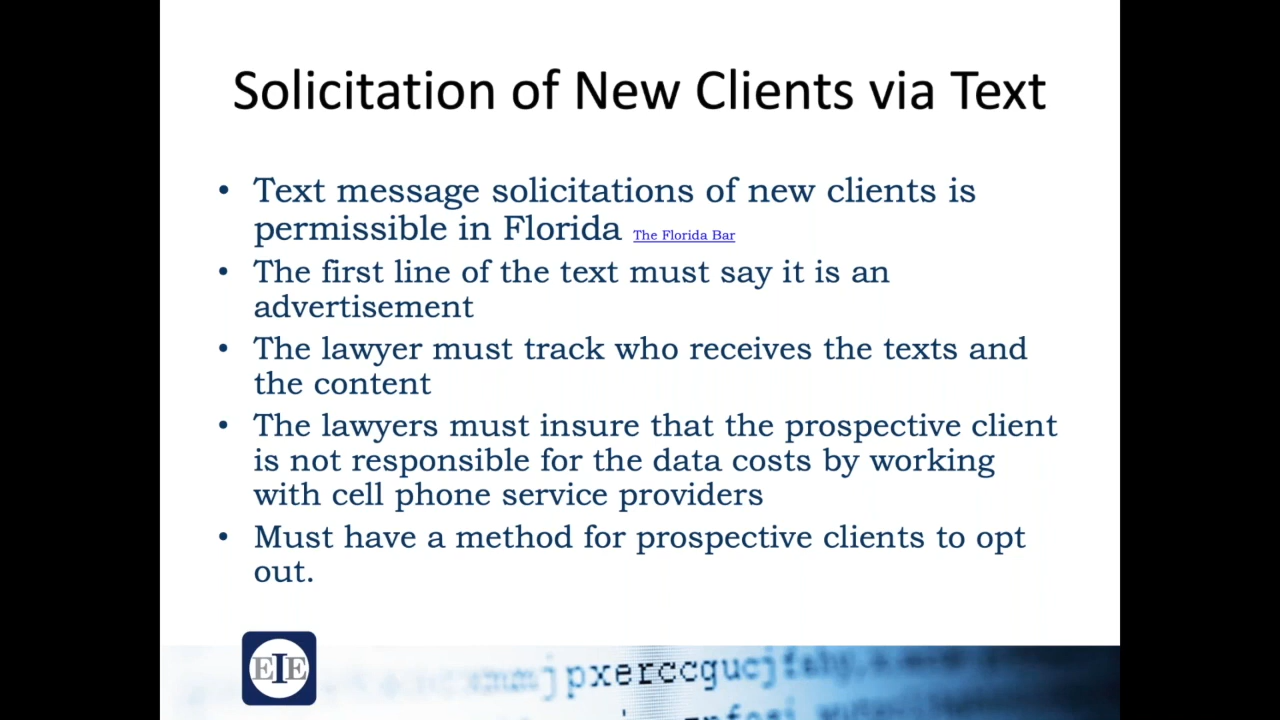 Solicitation of New Clients via Text
• Text message solicitations of new clients is
permissible in Florida The Florida Bar
• The first line of the text must say it is an
advertisement
• The lawyer must track who receives the texts and
the content
• The lawyers must insure that the prospective client
is not responsible for the data costs by working
with cell phone service providers
• Must have a method for prospective clients to opt
out.
EIE
jpxerccgucjfahy